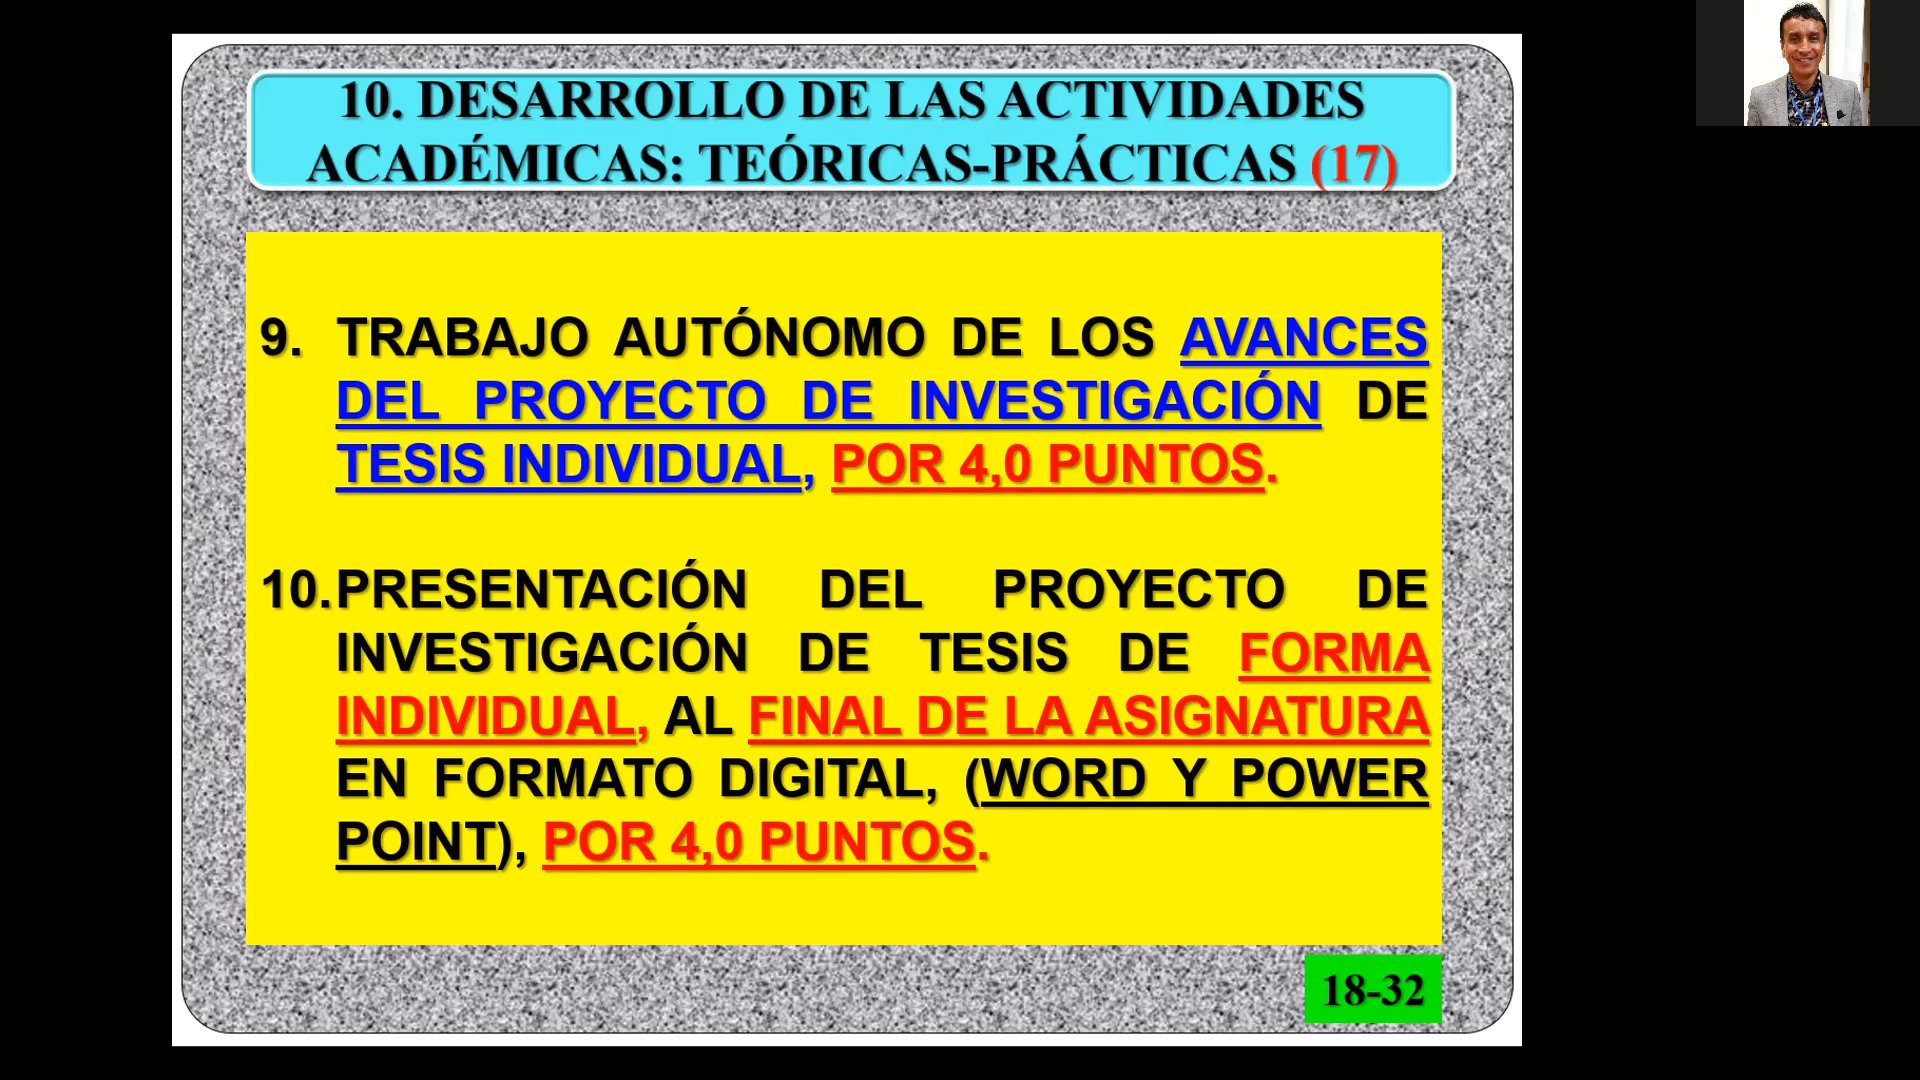 10. DESARROLLO DE LAS ACTIVIDADES
ACADÉMICAS: TEÓRICAS-PRÁCTICAS (17)
9. TRABAJO AUTÓNOMO DE LOS AVANCES
DEL PROYECTO DE INVESTIGACIÓN DE
TESIS INDIVIDUAL, POR 4,0 PUNTOS.
10. PRESENTACIÓN DEL PROYECTO DE
INVESTIGACIÓN DE TESIS DE FORMA
INDIVIDUAL, AL FINAL DE LA ASIGNATURA
EN FORMATO DIGITAL, (WORD Y POWER
POINT), POR 4,0 PUNTOS.
18-32